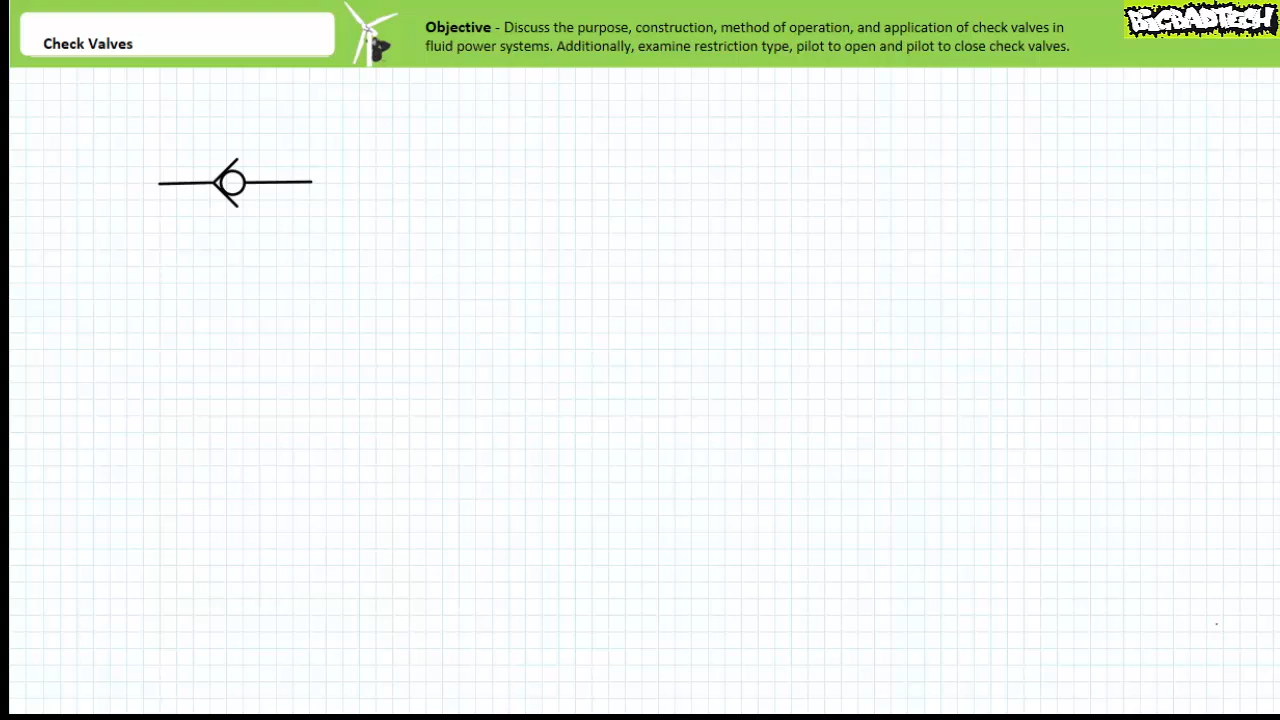 Check Valves
Objective - Discuss the purpose, construction, method of operation, and application of check valves in
fluid power systems. Additionally, examine restriction type, pilot to open and pilot to close check valves.
BIGBADTECH